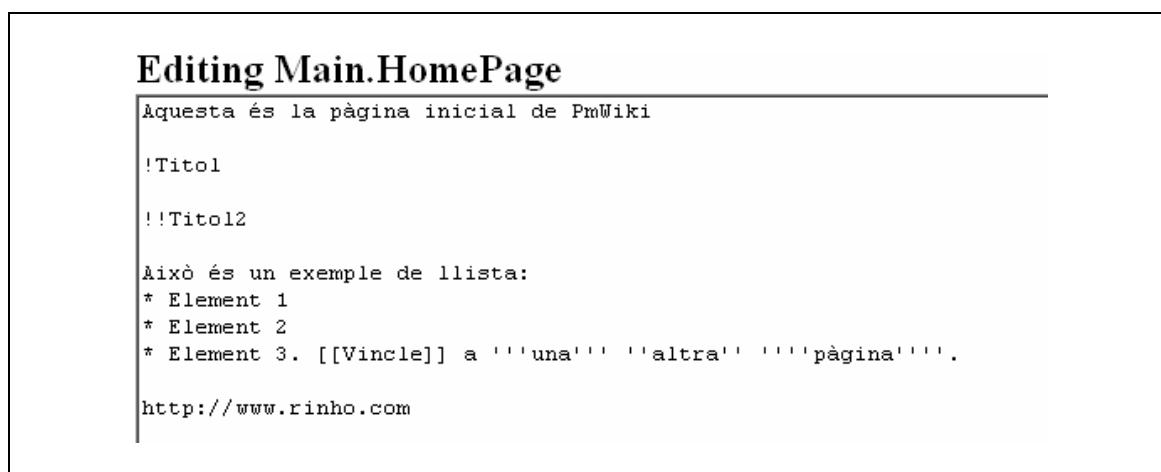 Editing Main.HomePage
Aquesta és la pàgina inicial de PmWiki
!Titol
!!Titol2
Això és un exemple de llista:
* Element 1
* Element 2
* Element 3. [[Vincle]] a '''una''' ''altra'' ''''pàgina''''.
http://www.rinho.com